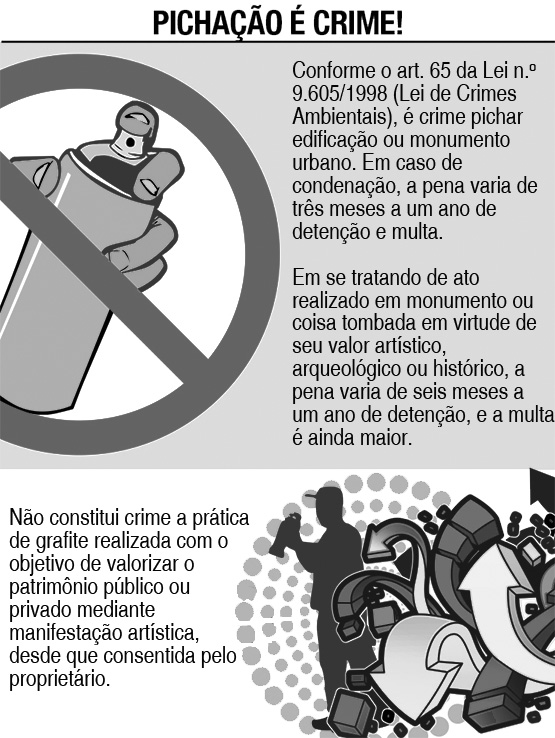 PICHAÇÃO É CRIME!
Conforme o art. 65 da Lei n.º
9.605/1998 (Lei de Crimes
Ambientais), é crime pichar
edificação ou monumento
urbano. Em caso de
condenação, a pena varia de
três meses a um ano de
detenção e multa.
Em se tratando de ato
realizado em monumento ou
coisa tombada em virtude de
seu valor artístico,
arqueológico ou histórico, a
pena varia de seis meses a
um ano de detenção, e a multa
é ainda maior.
Não constitui crime a prática
de grafite realizada com o
objetivo de valorizar o
patrimônio público ou
privado mediante
manifestação artística,
desde que consentida pelo
proprietário.